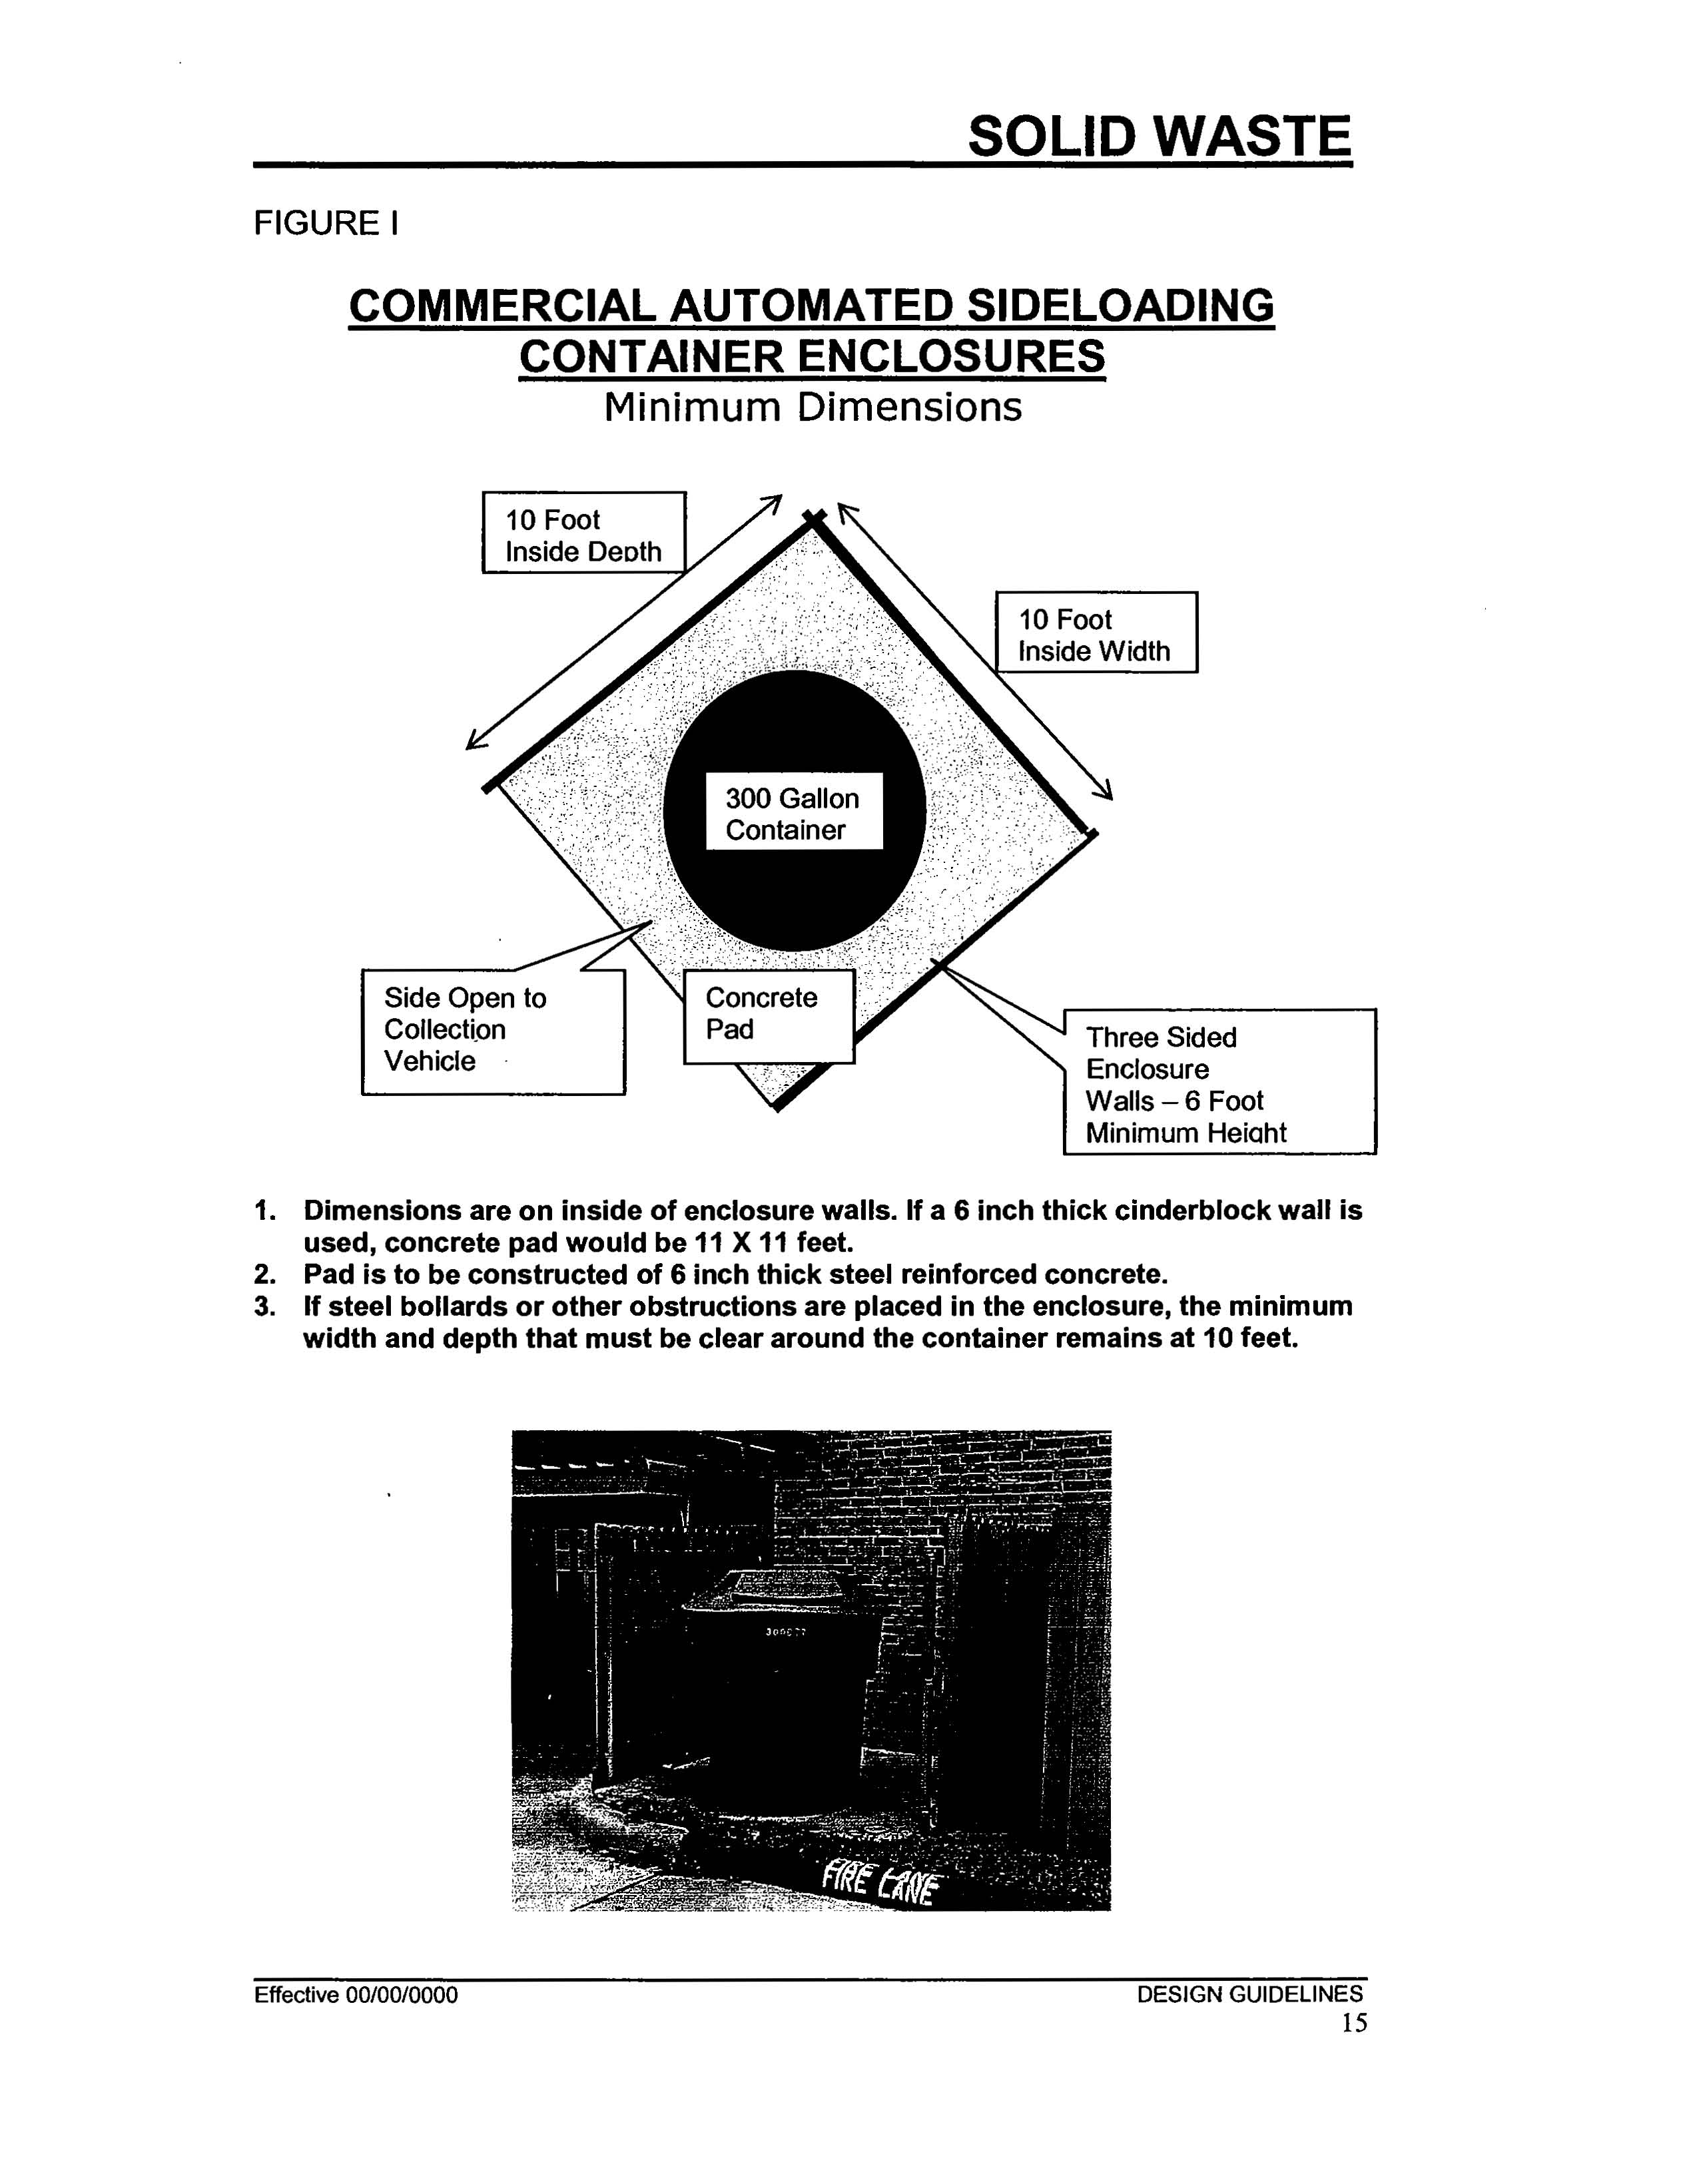 SOLID WASTE
FIGURE I
COMMERCIAL AUTOMATED SIDELOADING
CONTAINER ENCLOSURES
Minimum Dimensions
10 Foot
Inside Depth
10 Foot
Inside Width
300 Gallon
Container
Side Open to
Collection
Vehicle
Concrete
Pad
Three Sided
Enclosure
Walls – 6 Foot
Minimum Height
1. Dimensions are on inside of enclosure walls. If a 6 inch thick cinderblock wall is
used, concrete pad would be 11 X 11 feet.
2. Pad is to be constructed of 6 inch thick steel reinforced concrete.
3. If steel bollards or other obstructions are placed in the enclosure, the minimum
width and depth that must be clear around the container remains at 10 feet.
FIRE LANE
Effective 00/00/0000
DESIGN GUIDELINES
15